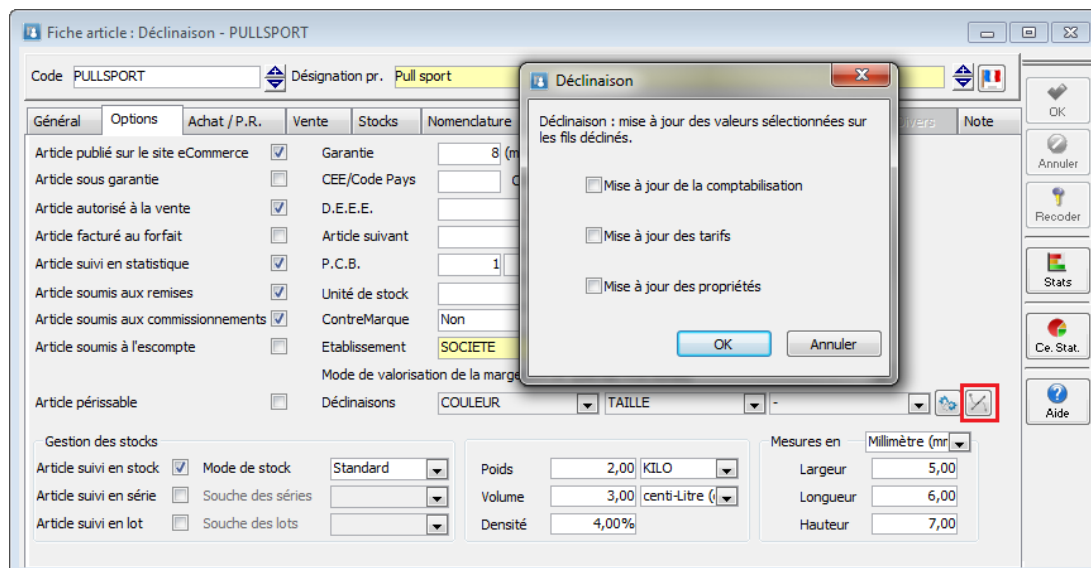 Fiche article : Déclinaison - PULLSPORT
Code PULLSPORT Désignation pr. Pull sport
Général Options Achat / P.R. Vente Stocks Nomenclature Divers Note
Article publié sur le site eCommerce Garantie 8 (m
Article sous garantie CEE/Code Pays
Article autorisé à la vente D.E.E.E.
Article facturé au forfait Article suivant
Article suivi en statistique P.C.B. 1
Article soumis aux remises Unité de stock
Article soumis aux commissionnements ContreMarque Non
Article soumis à l'escompte Etablissement SOCIETE
Mode de valorisation de la marge
Article périssable Déclinaisons COULEUR TAILLE -
Déclinaison
Déclinaison : mise à jour des valeurs sélectionnées sur
les fils déclinés.
Mise à jour de la comptabilisation
Mise à jour des tarifs
Mise à jour des propriétés
OK Annuler
Gestion des stocks
Article suivi en stock Mode de stock Standard
Article suivi en série Souche des séries
Article suivi en lot Souche des lots
Poids 2,00 KILO
Volume 3,00 centi-Litre (
Densité 4,00%
Mesures en Millimètre (mr
Largeur 5,00
Longueur 6,00
Hauteur 7,00
OK
Annuler
Recoder
Stats
Ce. Stat.
Aide